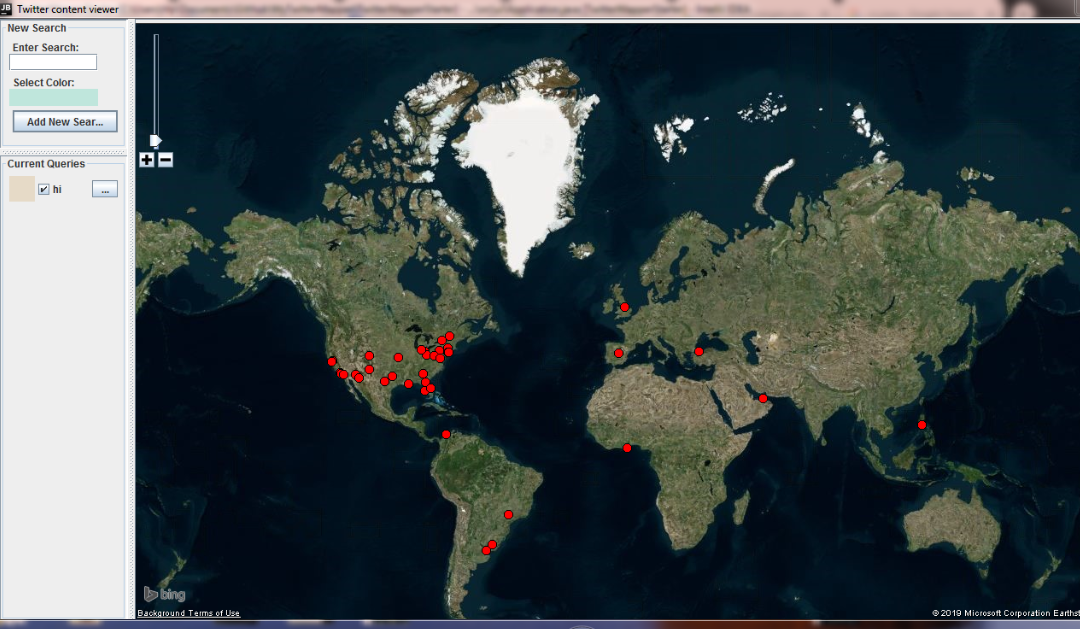 JB Twitter content viewer
New Search
Enter Search:
Select Color:
Add New Sear...
Current Queries
hi
...
bing
Background Terms of Use
© 2019 Microsoft Corporation Earthst